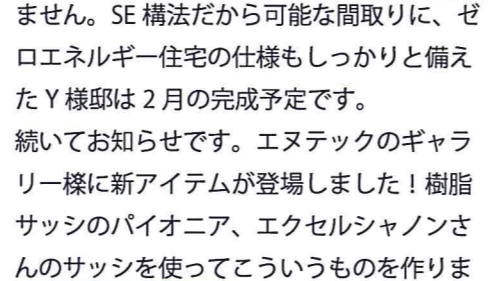 ません。SE 構法だから可能な間取りに、ゼ
ロエネルギー住宅の仕様もしっかりと備え
た Y 様邸は 2 月の完成予定です。
続いてお知らせです。エヌテックのギャラ
リー檪に新アイテムが登場しました！樹脂
サッシのパイオニア、エクセルシャノンさ
んのサッシを使ってこういうものを作りま